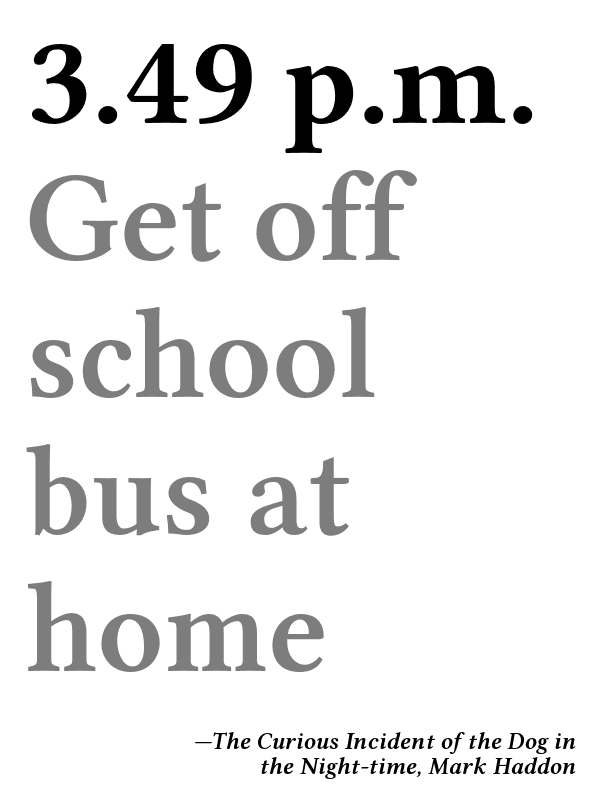 3.49 p.m.
Get off
school
bus at
home
—The Curious Incident of the Dog in
the Night-time, Mark Haddon